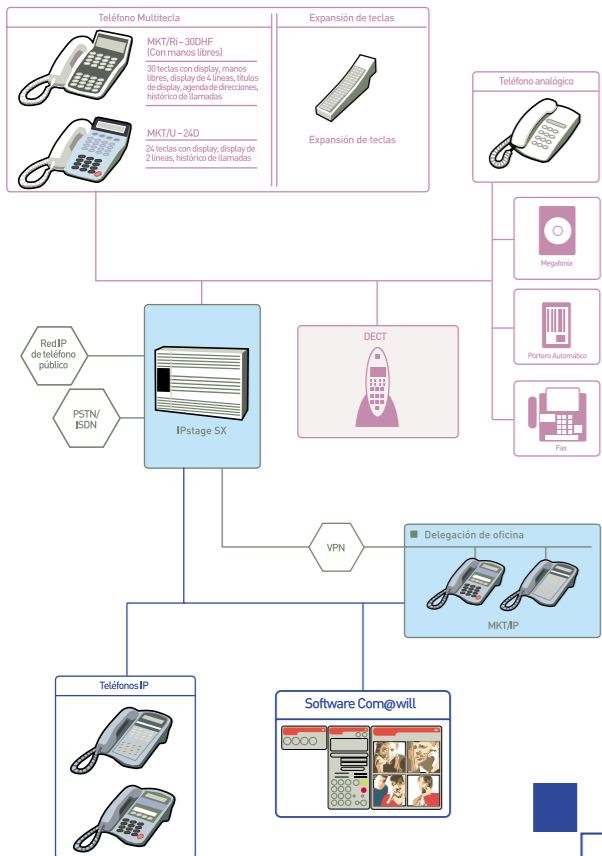 Teléfono Multitecla
Expansión de teclas
MKT/Ri-30DHF
(Con manos libres)
30 teclas con display, manos
libres, display de 4 líneas, títulos
de display, agenda de direcciones,
histórico de llamadas
MKT/U-24D
24 teclas con display, display de
2 líneas, histórico de llamadas
Expansión de teclas
Teléfono analógico
Megafonía
Portero Automático
Fax
DECT
Red IP
de teléfono
público
PSTN/
ISDN
IPstage SX
VPN
Delegación de oficina
MKT/IP
Teléfonos IP
Software Com@will